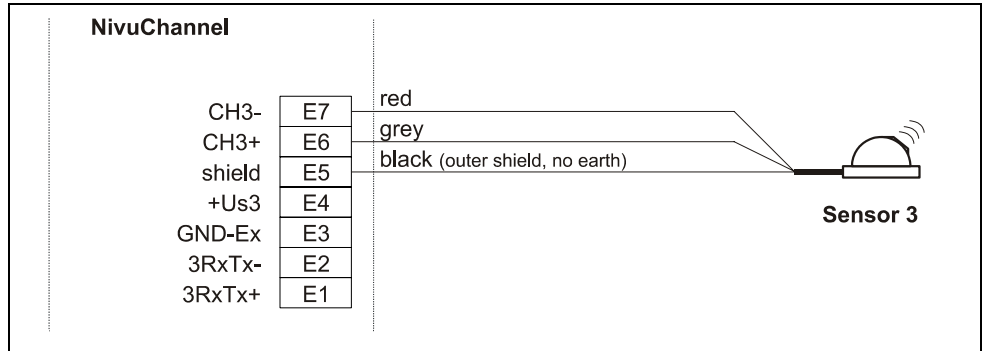 NivuChannel
CH3- E7 red
CH3+ E6 grey
shield E5 black (outer shield, no earth)
+Us3 E4
GND-Ex E3
3RxTx- E2
3RxTx+ E1
Sensor 3